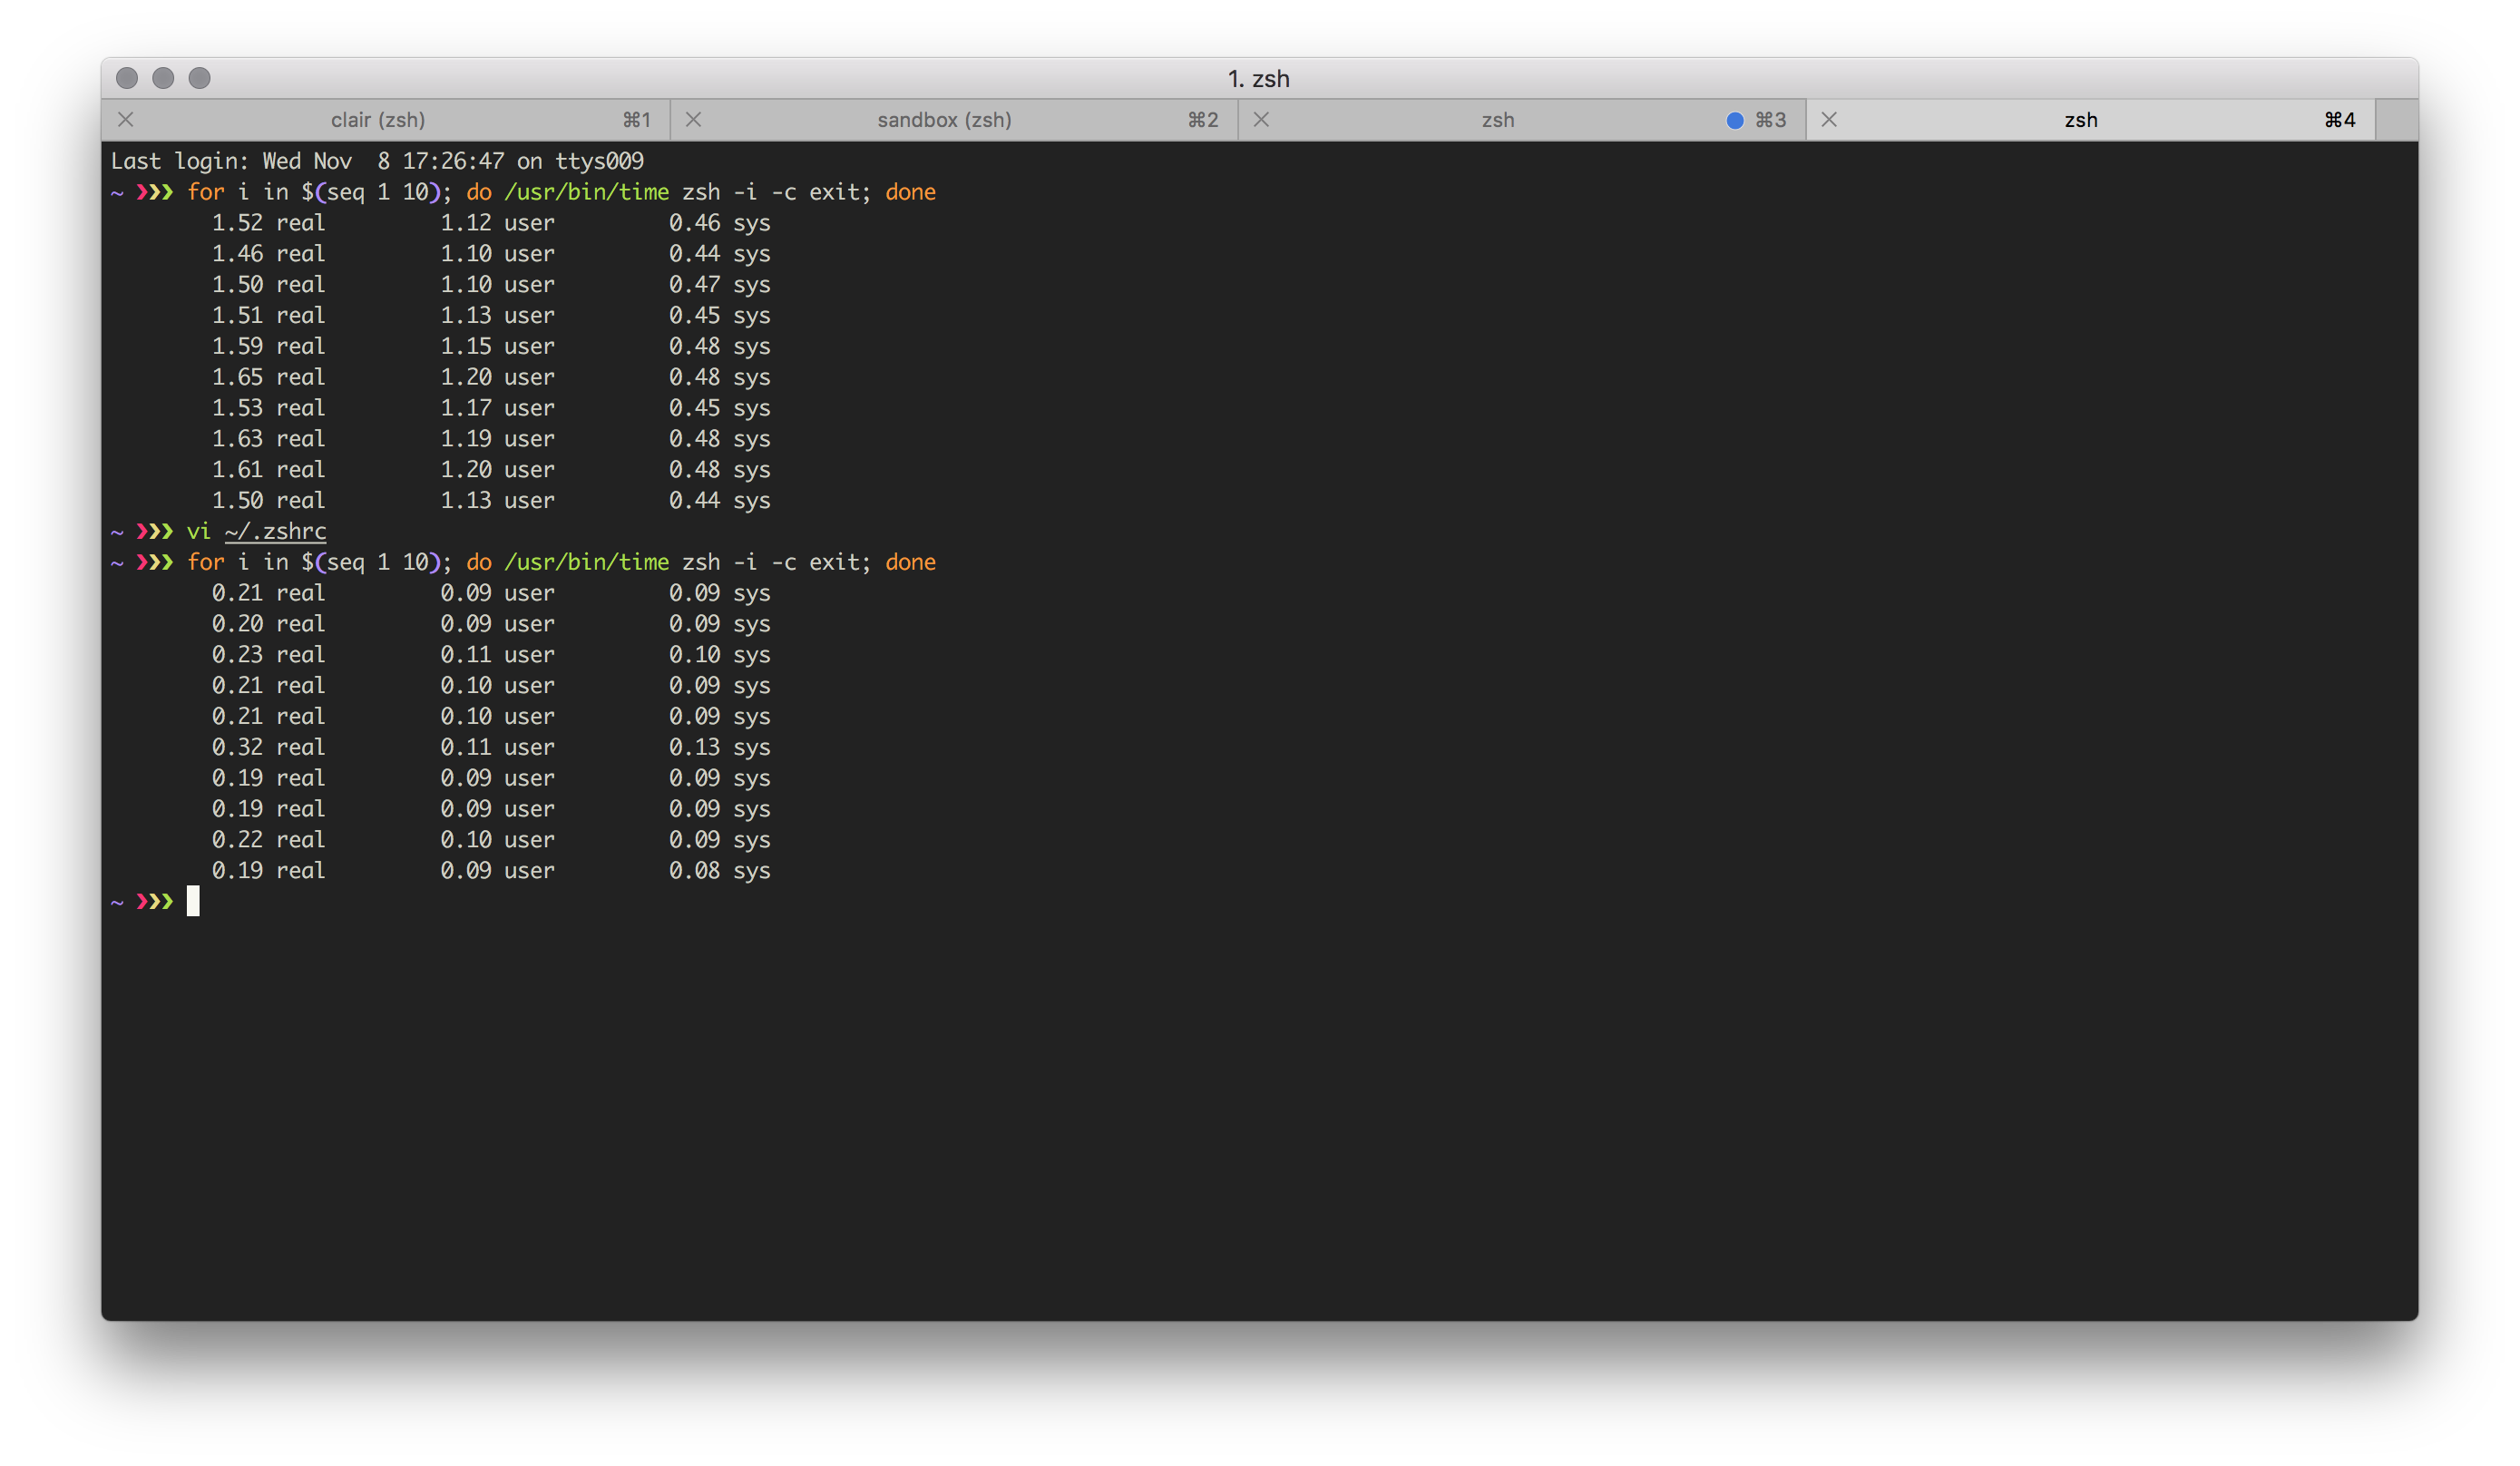 1. zsh
clair (zsh) ⌘1 sandbox (zsh) ⌘2 zsh ⌘3 zsh ⌘4
Last login: Wed Nov  8 17:26:47 on ttys009
~ ❯❯❯ for i in $(seq 1 10); do /usr/bin/time zsh -i -c exit; done
        1.52 real         1.12 user         0.46 sys
        1.46 real         1.10 user         0.44 sys
        1.50 real         1.10 user         0.47 sys
        1.51 real         1.13 user         0.45 sys
        1.59 real         1.15 user         0.48 sys
        1.65 real         1.20 user         0.48 sys
        1.53 real         1.17 user         0.45 sys
        1.63 real         1.19 user         0.48 sys
        1.61 real         1.20 user         0.48 sys
        1.50 real         1.13 user         0.44 sys
~ ❯❯❯ vi ~/.zshrc
~ ❯❯❯ for i in $(seq 1 10); do /usr/bin/time zsh -i -c exit; done
        0.21 real         0.09 user         0.09 sys
        0.20 real         0.09 user         0.09 sys
        0.23 real         0.11 user         0.10 sys
        0.21 real         0.10 user         0.09 sys
        0.21 real         0.10 user         0.09 sys
        0.32 real         0.11 user         0.13 sys
        0.19 real         0.09 user         0.09 sys
        0.19 real         0.09 user         0.09 sys
        0.22 real         0.10 user         0.09 sys
        0.19 real         0.09 user         0.08 sys
~ ❯❯❯